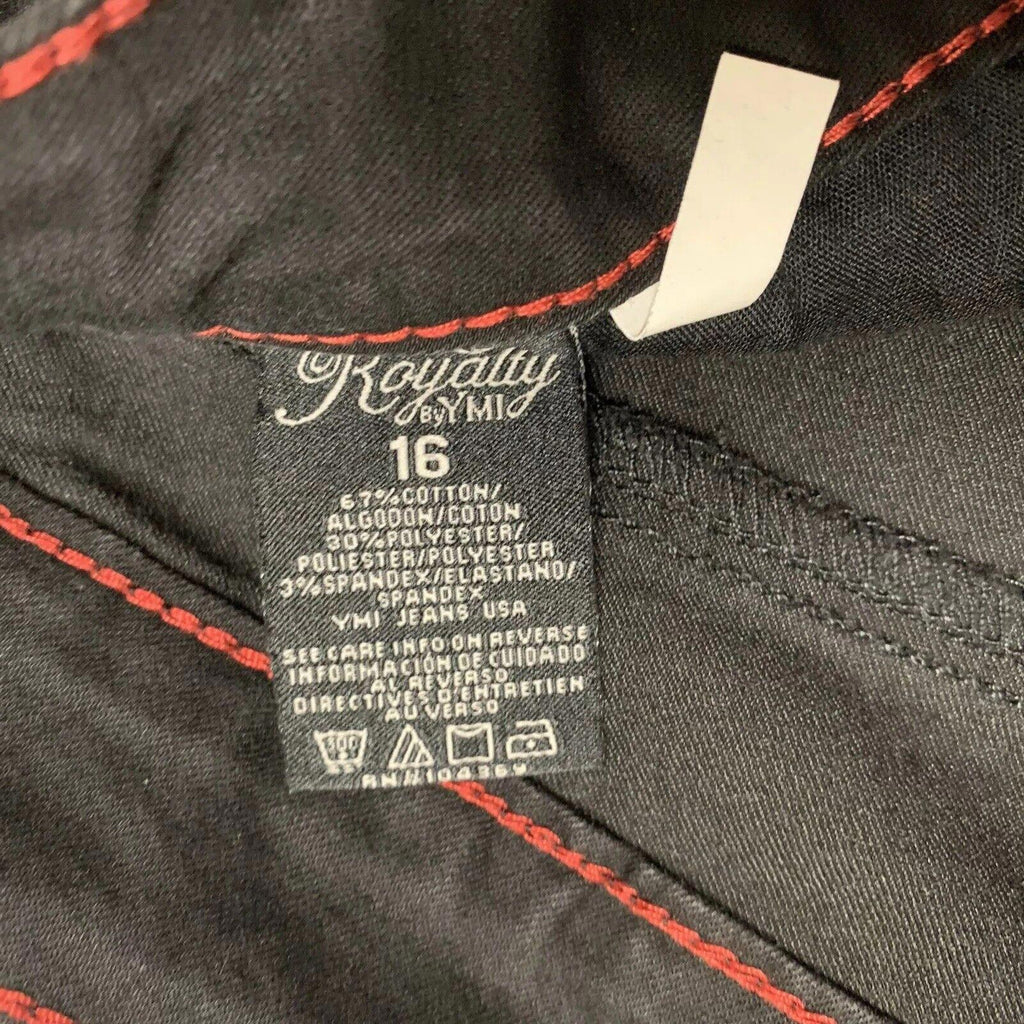 Royalty
By YMI
16
67%COTTON/
ALGODON/COTON
30%POLYESTER/
POLIESTER/POLYESTER
3%SPANDEX/ELASTANO/
SPANDEX
YMI JEANS USA
SEE CARE INFO ON REVERSE
INFORMACIÓN DE CUIDADO
AL REVERSO
DIRECTIVES D'ENTRETIEN
AU VERSO